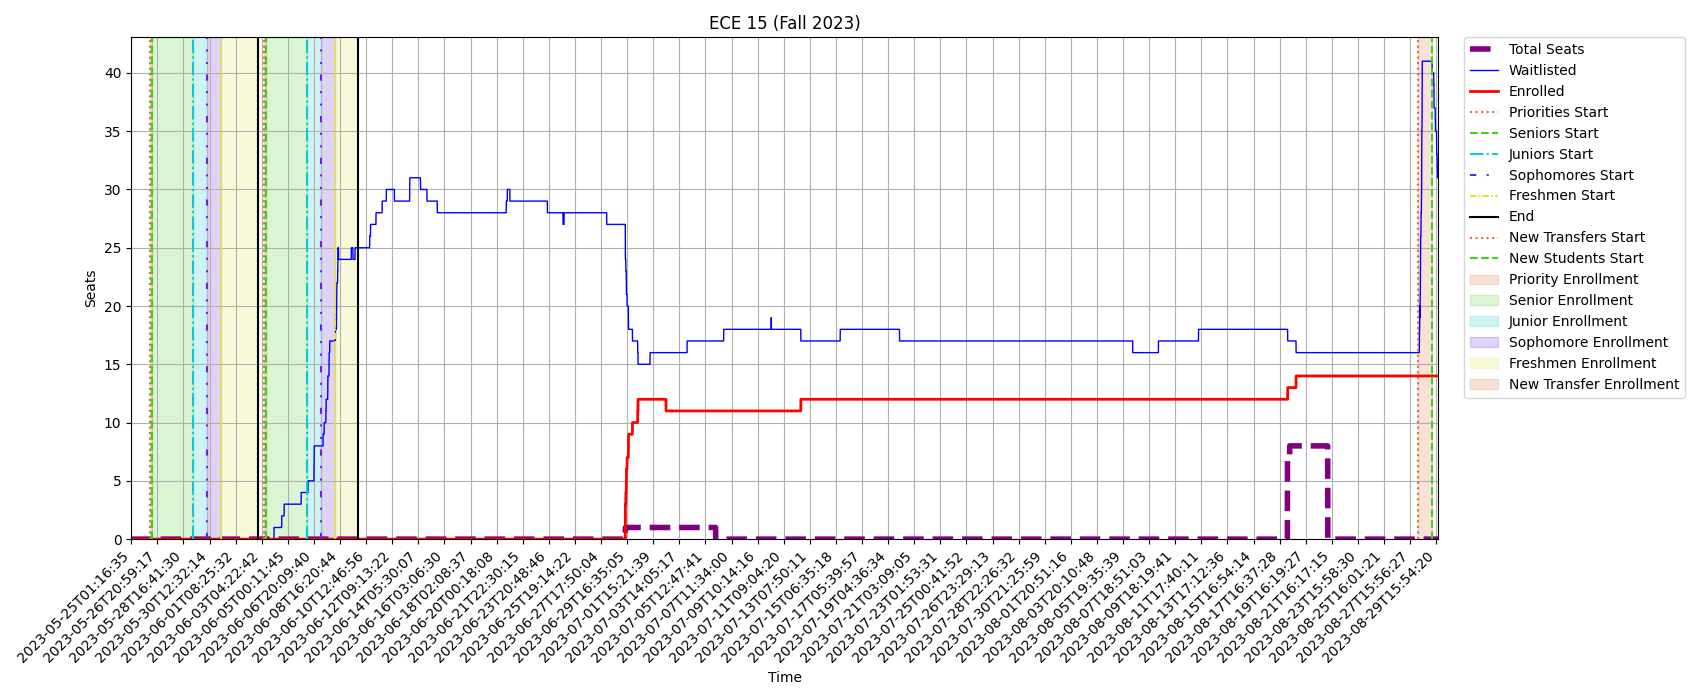 ECE 15 (Fall 2023)
Seats
40
35
30
25
20
15
10
5
0
2023-05-25T01:16:35
2023-05-26T20:59:17
2023-05-28T16:41:30
2023-05-30T12:32:14
2023-06-01T08:25:32
2023-06-03T04:22:42
2023-06-05T00:11:45
2023-06-06T20:09:40
2023-06-08T16:20:44
2023-06-10T12:46:56
2023-06-12T09:13:22
2023-06-14T05:30:07
2023-06-16T03:06:30
2023-06-18T02:08:37
2023-06-20T00:18:08
2023-06-21T22:30:15
2023-06-23T20:48:46
2023-06-25T19:14:22
2023-06-27T17:50:04
2023-06-29T16:35:05
2023-07-01T15:21:39
2023-07-03T14:05:17
2023-07-05T12:47:41
2023-07-07T11:34:00
2023-07-09T10:14:16
2023-07-11T09:04:20
2023-07-13T07:50:11
2023-07-15T06:35:18
2023-07-17T05:39:57
2023-07-19T04:36:34
2023-07-21T03:09:05
2023-07-23T01:53:31
2023-07-25T00:41:52
2023-07-26T23:29:13
2023-07-28T22:26:32
2023-07-30T21:25:59
2023-08-01T20:51:16
2023-08-03T20:10:48
2023-08-05T19:35:39
2023-08-07T18:51:03
2023-08-09T18:19:41
2023-08-11T17:40:11
2023-08-13T17:12:36
2023-08-15T16:54:14
2023-08-17T16:37:28
2023-08-19T16:19:27
2023-08-21T16:17:15
2023-08-23T15:58:30
2023-08-25T16:01:21
2023-08-27T15:56:27
2023-08-29T15:54:20
Time
Total Seats
Waitlisted
Enrolled
Priorities Start
Seniors Start
Juniors Start
Sophomores Start
Freshmen Start
End
New Transfers Start
New Students Start
Priority Enrollment
Senior Enrollment
Junior Enrollment
Sophomore Enrollment
Freshmen Enrollment
New Transfer Enrollment